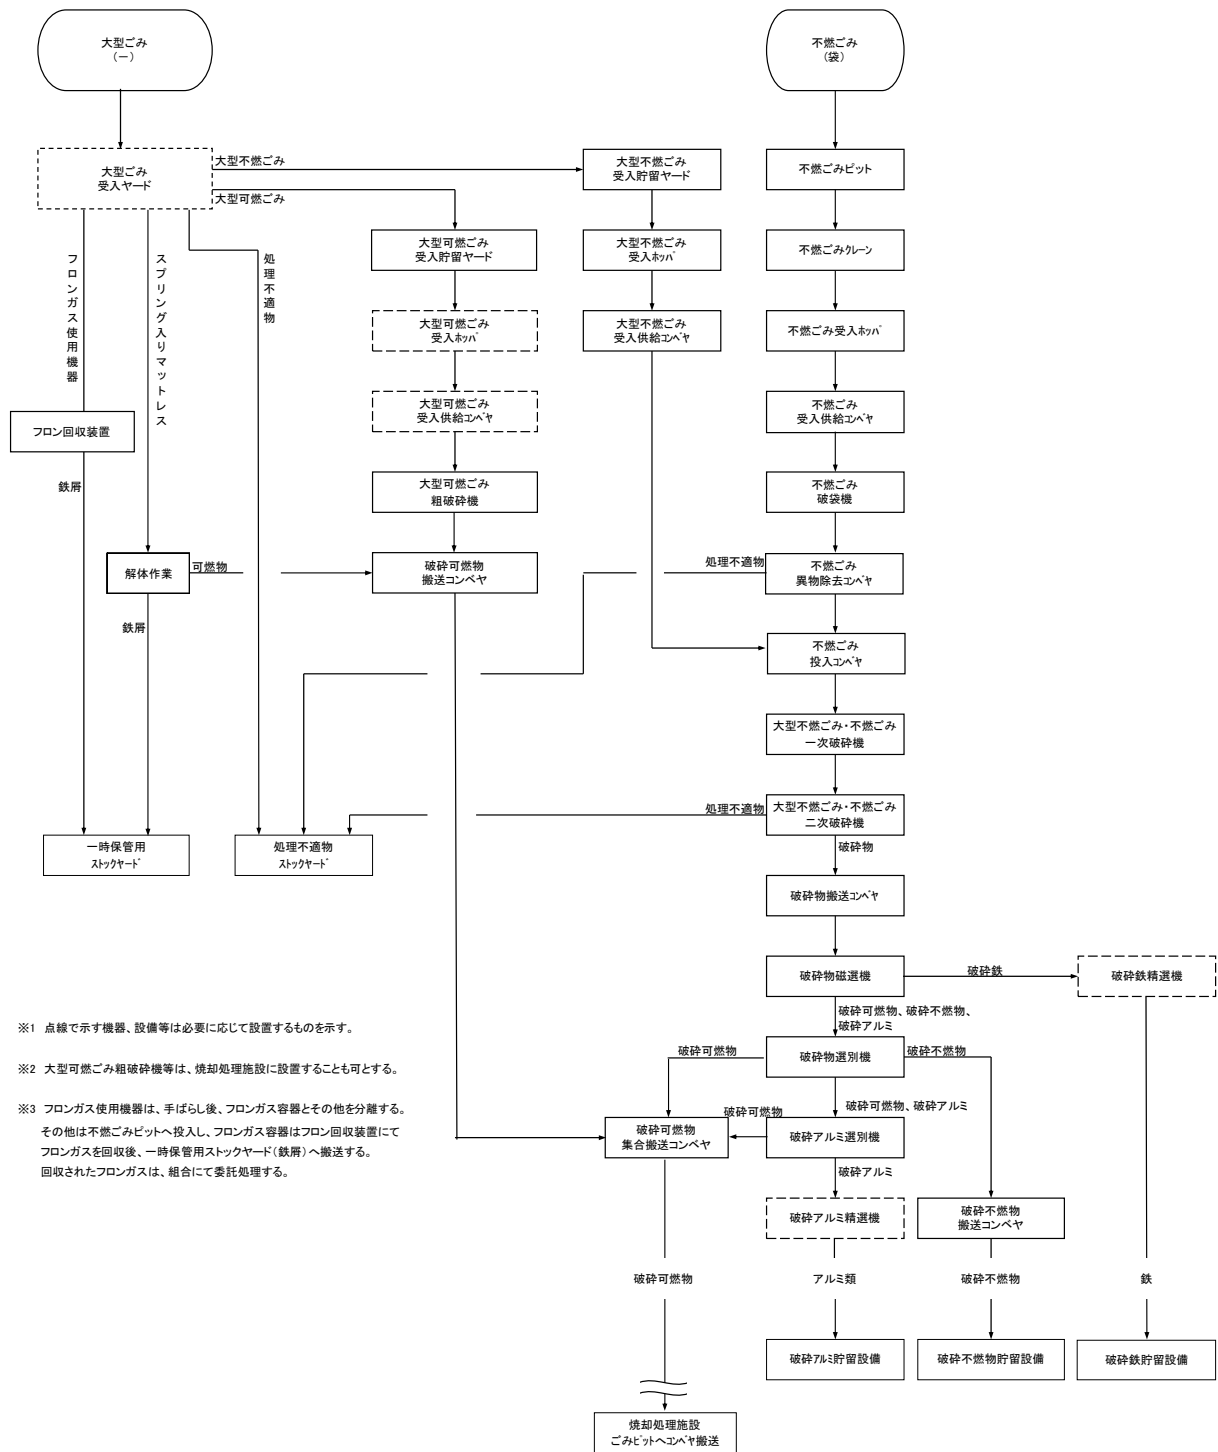 大型ごみ
(ー)
不燃ごみ
(袋)
大型ごみ
受入ヤード
大型不燃ごみ
大型可燃ごみ
大型不燃ごみ
受入貯留ヤード
不燃ごみピット
フロンガス使用機器
スプリング入りマットレス
処理不適物
大型可燃ごみ
受入貯留ヤード
大型不燃ごみ
受入ホッパ
不燃ごみクレーン
大型可燃ごみ
受入ホッパ
大型不燃ごみ
受入供給コンベヤ
不燃ごみ受入ホッパ
大型可燃ごみ
受入供給コンベヤ
不燃ごみ
受入供給コンベヤ
フロン回収装置
鉄屑
大型可燃ごみ
粗破砕機
不燃ごみ
破袋機
解体作業
可燃物
破砕可燃物
搬送コンベヤ
処理不適物
不燃ごみ
異物除去コンベヤ
鉄屑
不燃ごみ
投入コンベヤ
大型不燃ごみ・不燃ごみ
一次破砕機
処理不適物
大型不燃ごみ・不燃ごみ
二次破砕機
一時保管用
ストックヤード
処理不適物
ストックヤード
破砕物
破砕物搬送コンベヤ
破砕物磁選機
破砕鉄
破砕鉄精選機
破砕可燃物、破砕不燃物、
破砕アルミ
※1 点線で示す機器、設備等は必要に応じて設置するものを示す。
※2 大型可燃ごみ粗破砕機等は、焼却処理施設に設置することも可とする。
※3 フロンガス使用機器は、手ばらし後、フロンガス容器とその他を分離する。
その他は不燃ごみピットへ投入し、フロンガス容器はフロン回収装置にて
フロンガスを回収後、一時保管用ストックヤード(鉄屑)へ搬送する。
回収されたフロンガスは、組合にて委託処理する。
破砕可燃物
破砕物選別機
破砕不燃物
破砕可燃物、破砕アルミ
破砕可燃物
破砕可燃物
集合搬送コンベヤ
破砕アルミ選別機
破砕アルミ
破砕アルミ精選機
破砕不燃物
搬送コンベヤ
破砕可燃物
アルミ類
破砕不燃物
鉄
破砕アルミ貯留設備
破砕不燃物貯留設備
破砕鉄貯留設備
焼却処理施設
ごみピットへコンベヤ搬送